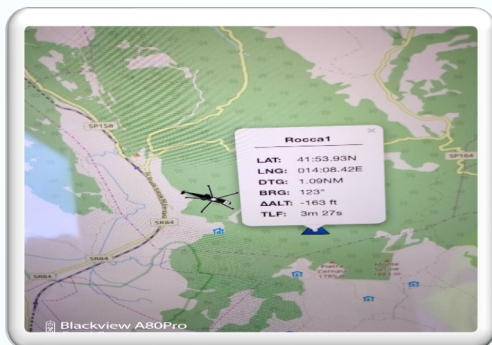 SP158
Rocca1
×
LAT: 41:53.93N
LNG: 014:08.42E
DTG: 1.09NM
BRG: 123°
ΔALT: -163 ft
TLF: 3m 27s
SP164
SR84
SR84
SR84
Blackview A80Pro